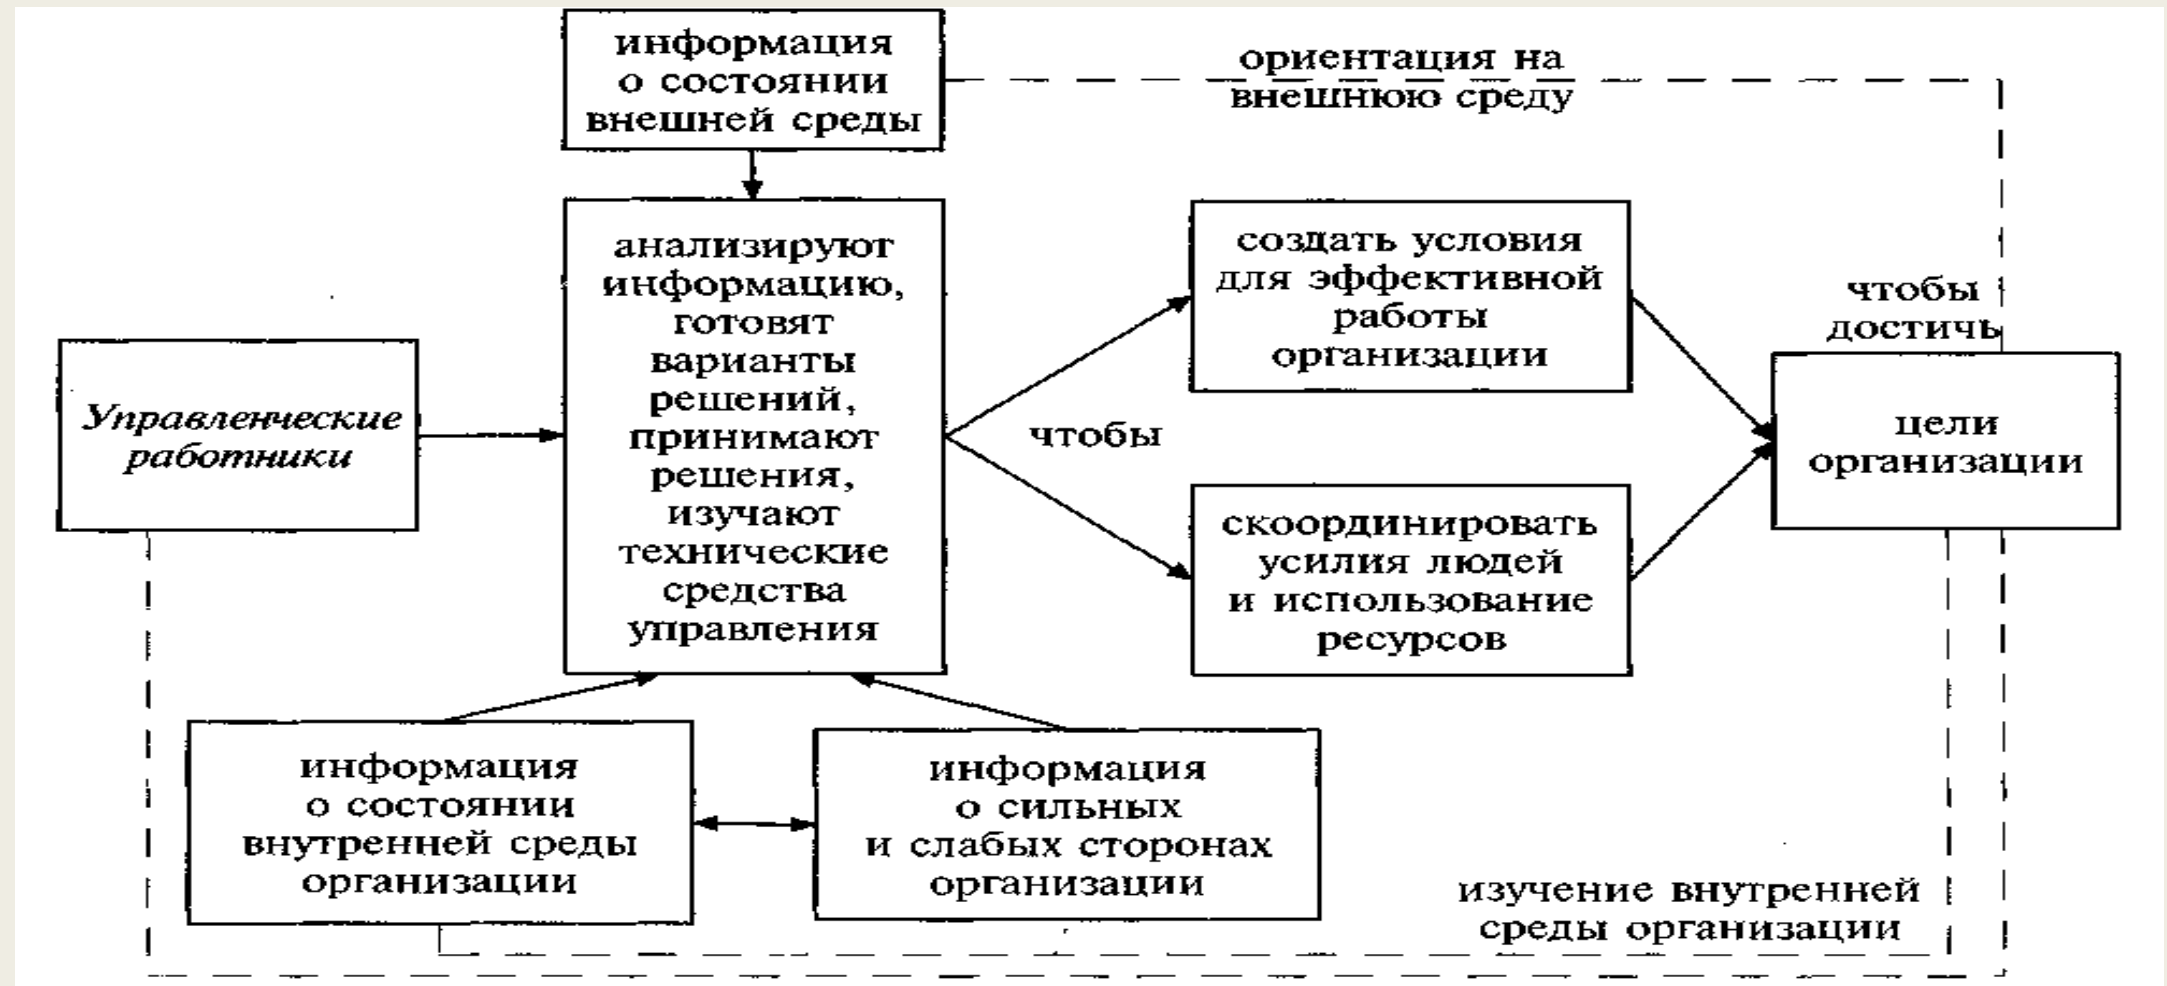 информация
о состоянии
внешней среды
ориентация на
внешнюю среду
анализируют
информацию,
готовят
варианты
решений,
принимают
решения,
изучают
технические
средства
управления
Управленческие
работники
чтобы
создать условия
для эффективной
работы
организации
скоординировать
усилия людей
и использование
ресурсов
чтобы
достичь
цели
организации
информация
о состоянии
внутренней среды
организации
информация
о сильных
и слабых сторонах
организации
изучение внутренней
среды организации